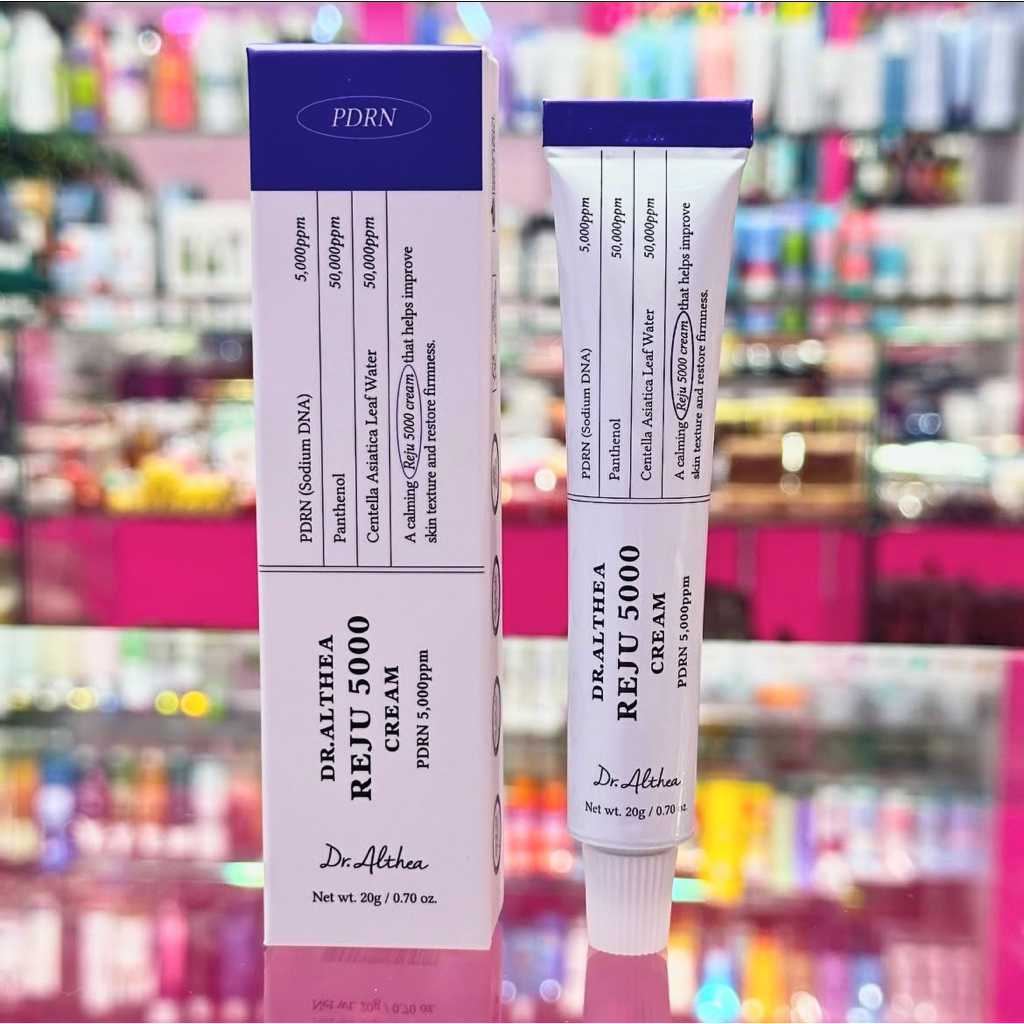 PDRN
PDRN (Sodium DNA) 5,000ppm
Panthenol 50,000ppm
Centella Asiatica Leaf Water 50,000ppm
A calming Reju 5000 cream that helps improve
skin texture and restore firmness.
DR.ALTHEA
REJU 5000
CREAM
PDRN 5,000ppm
Dr.Althea
Net wt. 20g / 0.70 oz.
PDRN (Sodium DNA) 5,000ppm
Panthenol 50,000ppm
Centella Asiatica Leaf Water 50,000ppm
A calming Reju 5000 cream that helps improve
skin texture and restore firmness.
DR.ALTHEA
REJU 5000
CREAM
PDRN 5,000ppm
Dr.Althea
Net wt. 20g / 0.70 oz.